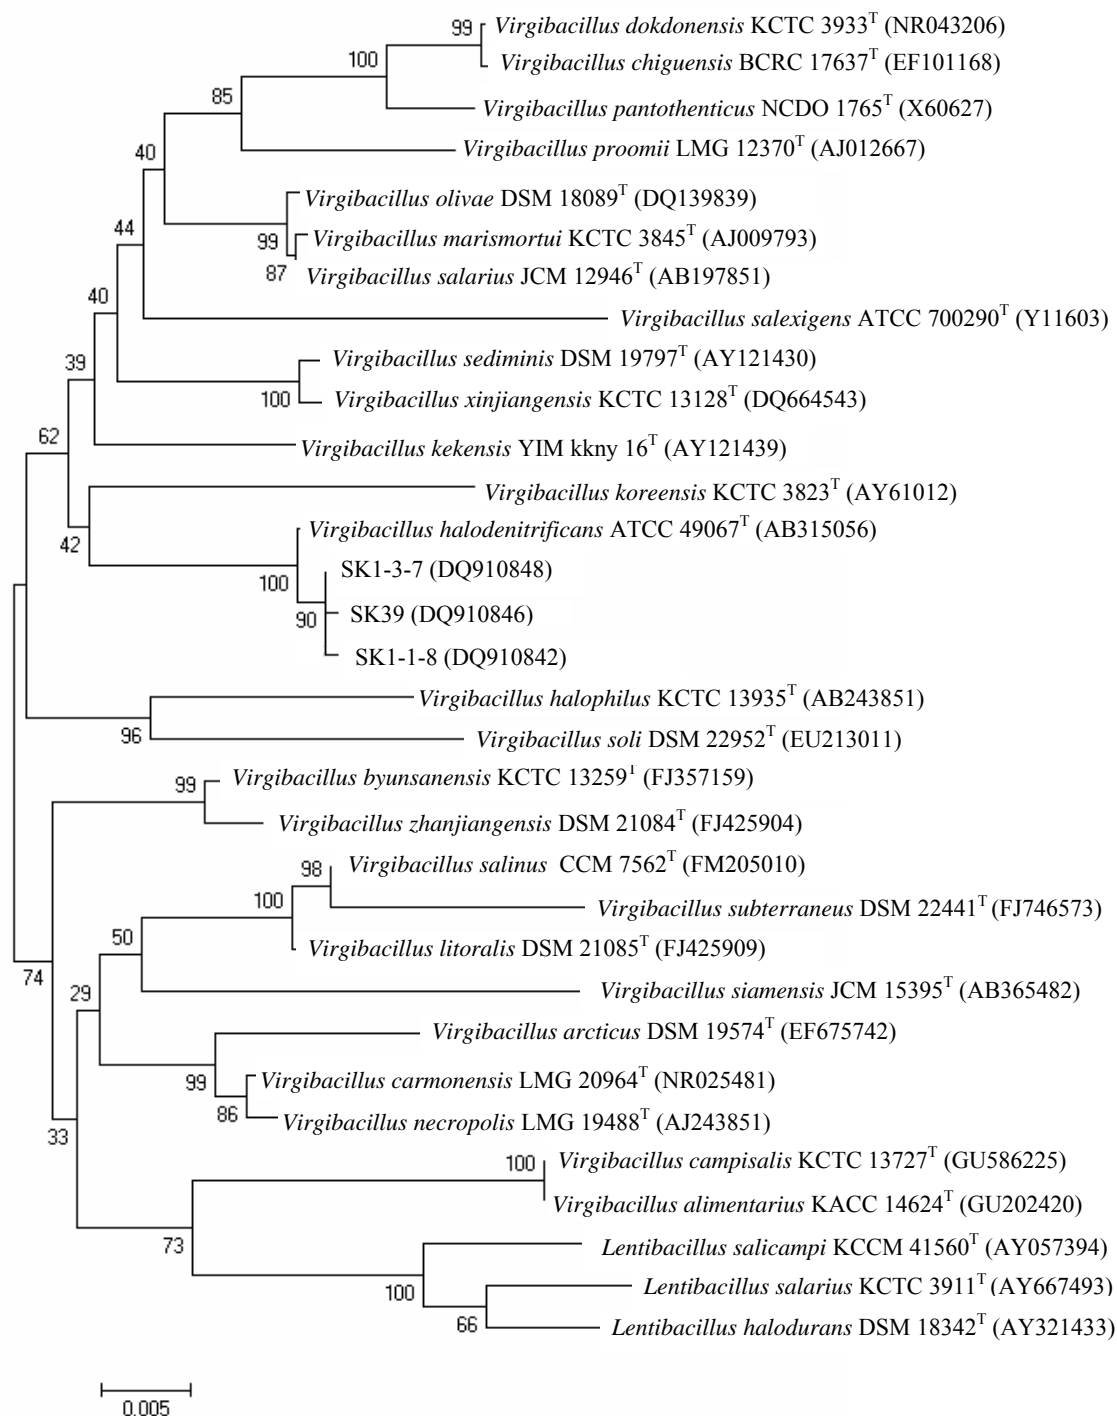 99
Virgibacillus dokdonensis KCTC 3933T (NR043206)
100
Virgibacillus chiguensis BCRC 17637T (EF101168)
85
Virgibacillus pantothenticus NCDO 1765T (X60627)
40
Virgibacillus proomii LMG 12370T (AJ012667)
Virgibacillus olivae DSM 18089T (DQ139839)
44
99
Virgibacillus marismortui KCTC 3845T (AJ009793)
87
Virgibacillus salarius JCM 12946T (AB197851)
40
Virgibacillus salexigens ATCC 700290T (Y11603)
39
Virgibacillus sediminis DSM 19797T (AY121430)
100
Virgibacillus xinjiangensis KCTC 13128T (DQ664543)
62
Virgibacillus kekensis YIM kkny 16T (AY121439)
Virgibacillus koreensis KCTC 3823T (AY61012)
42
Virgibacillus halodenitrificans ATCC 49067T (AB315056)
100
SK1-3-7 (DQ910848)
90
SK39 (DQ910846)
SK1-1-8 (DQ910842)
Virgibacillus halophilus KCTC 13935T (AB243851)
96
Virgibacillus soli DSM 22952T (EU213011)
99
Virgibacillus byunsanensis KCTC 13259T (FJ357159)
Virgibacillus zhanjiangensis DSM 21084T (FJ425904)
98
Virgibacillus salinus CCM 7562T (FM205010)
100
Virgibacillus subterraneus DSM 22441T (FJ746573)
50
Virgibacillus litoralis DSM 21085T (FJ425909)
74
29
Virgibacillus siamensis JCM 15395T (AB365482)
Virgibacillus arcticus DSM 19574T (EF675742)
99
Virgibacillus carmonensis LMG 20964T (NR025481)
86
Virgibacillus necropolis LMG 19488T (AJ243851)
33
100
Virgibacillus campisalis KCTC 13727T (GU586225)
Virgibacillus alimentarius KACC 14624T (GU202420)
73
Lentibacillus salicampi KCCM 41560T (AY057394)
100
Lentibacillus salarius KCTC 3911T (AY667493)
66
Lentibacillus halodurans DSM 18342T (AY321433)
0.005